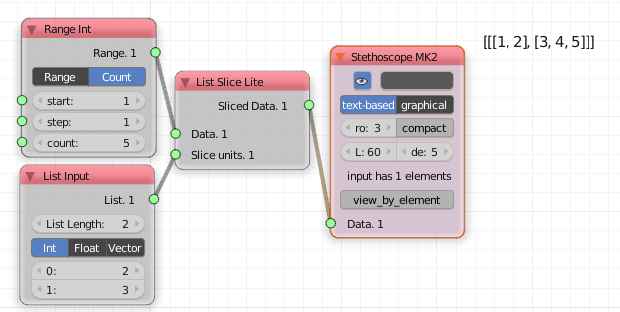 Range Int
Range. 1
Range Count
start: 1
step: 1
count: 5
List Input
List. 1
List Length: 2
Int Float Vector
0: 2
1: 3
List Slice Lite
Sliced Data. 1
Data. 1
Slice units. 1
Stethoscope MK2
text-based graphical
ro: 3 compact
L: 60 de: 5
input has 1 elements
view_by_element
Data. 1
[[[1, 2], [3, 4, 5]]]